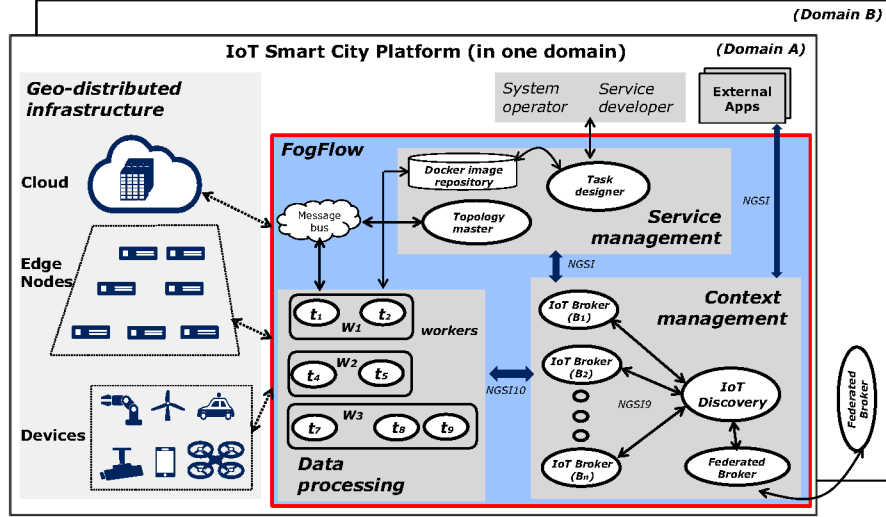 (Domain B)
IoT Smart City Platform (in one domain)
(Domain A)
Geo-distributed
infrastructure
System
operator
Service
developer
External
Apps
FogFlow
Cloud
Docker image
repository
Task
designer
NGSI
Message
bus
Topology
master
Service
management
Edge
Nodes
NGSI
t1
t2
W1
workers
IoT Broker
(B1)
Context
management
t4
W2
t5
NGSI10
IoT Broker
(B2)
NGSI9
IoT
Discovery
Federated
Broker
Devices
t7
W3
t8
t9
Data
processing
IoT Broker
(Bn)
Federated
Broker